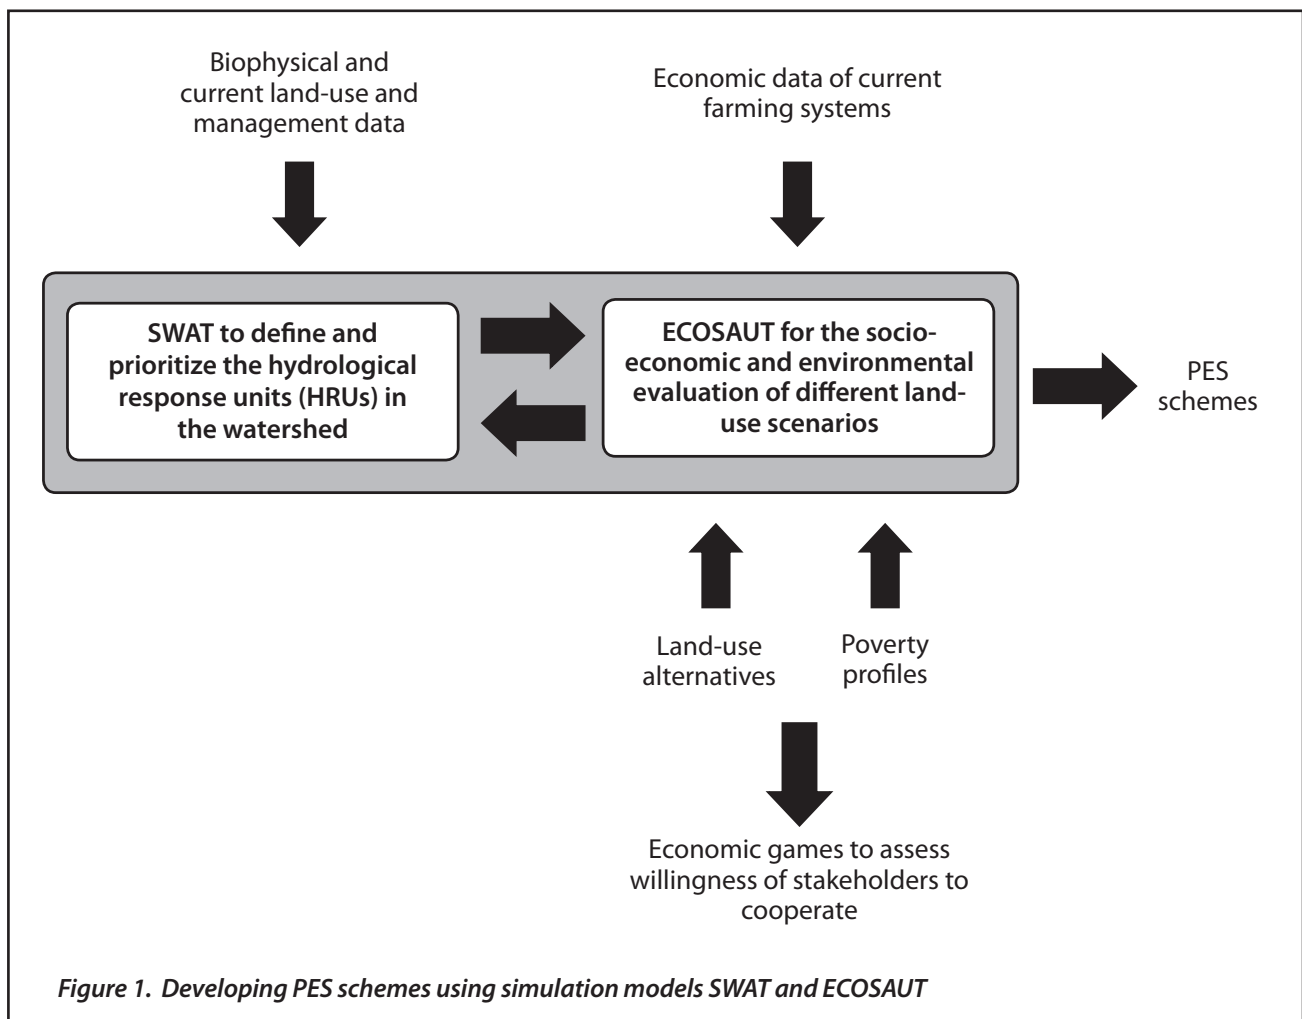 Biophysical and
current land-use and
management data
Economic data of current
farming systems
SWAT to define and
prioritize the hydrological
response units (HRUs) in
the watershed
ECOSAUT for the socio-
economic and environmental
evaluation of different land-
use scenarios
PES
schemes
Land-use
alternatives
Poverty
profiles
Economic games to assess
willingness of stakeholders to
cooperate
Figure 1. Developing PES schemes using simulation models SWAT and ECOSAUT